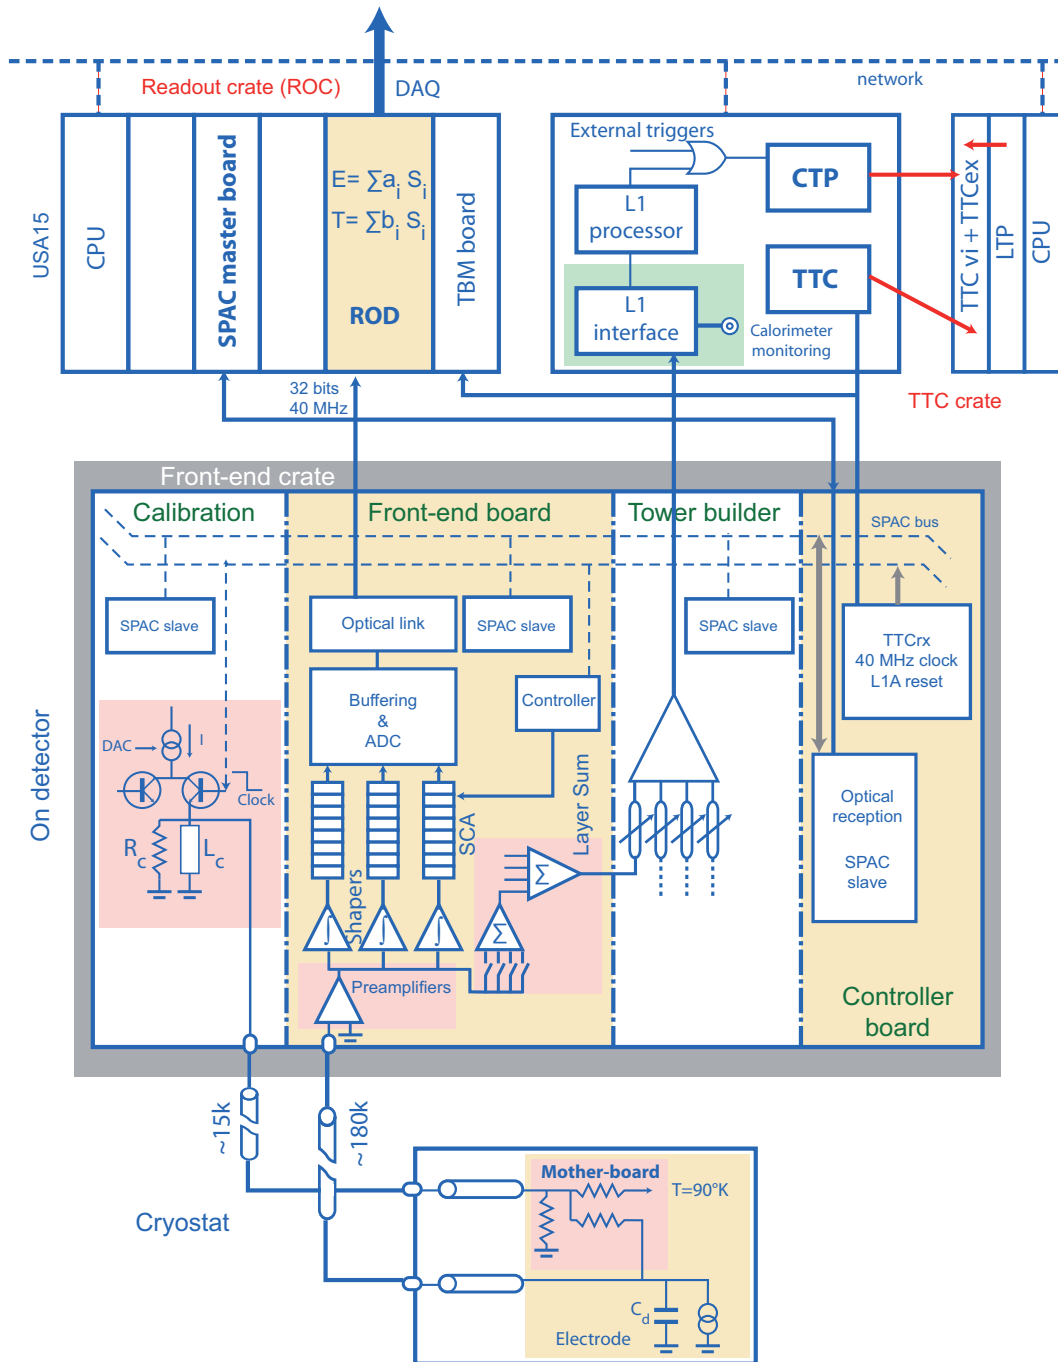 Readout crate (ROC)
DAQ
network
USA15
CPU
SPAC master board
E= ∑a_i S_i
T= ∑b_i S_i
ROD
TBM board
External triggers
CTP
L1
processor
TTC
L1
interface
Calorimeter
monitoring
TTC vi + TTCex
LTP
CPU
TTC crate
32 bits
40 MHz
Front-end crate
On detector
Calibration
Front-end board
Tower builder
SPAC bus
SPAC slave
Optical link
SPAC slave
SPAC slave
TTCrx
40 MHz clock
L1A reset
Buffering
&
ADC
Controller
DAC
I
Clock
R_c
L_c
SCA
Layer Sum
Shapers
∫
∫
∫
Σ
Σ
Preamplifiers
Optical
reception
SPAC
slave
Controller
board
~15k
~180k
Cryostat
Mother-board
T=90°K
C_d
Electrode